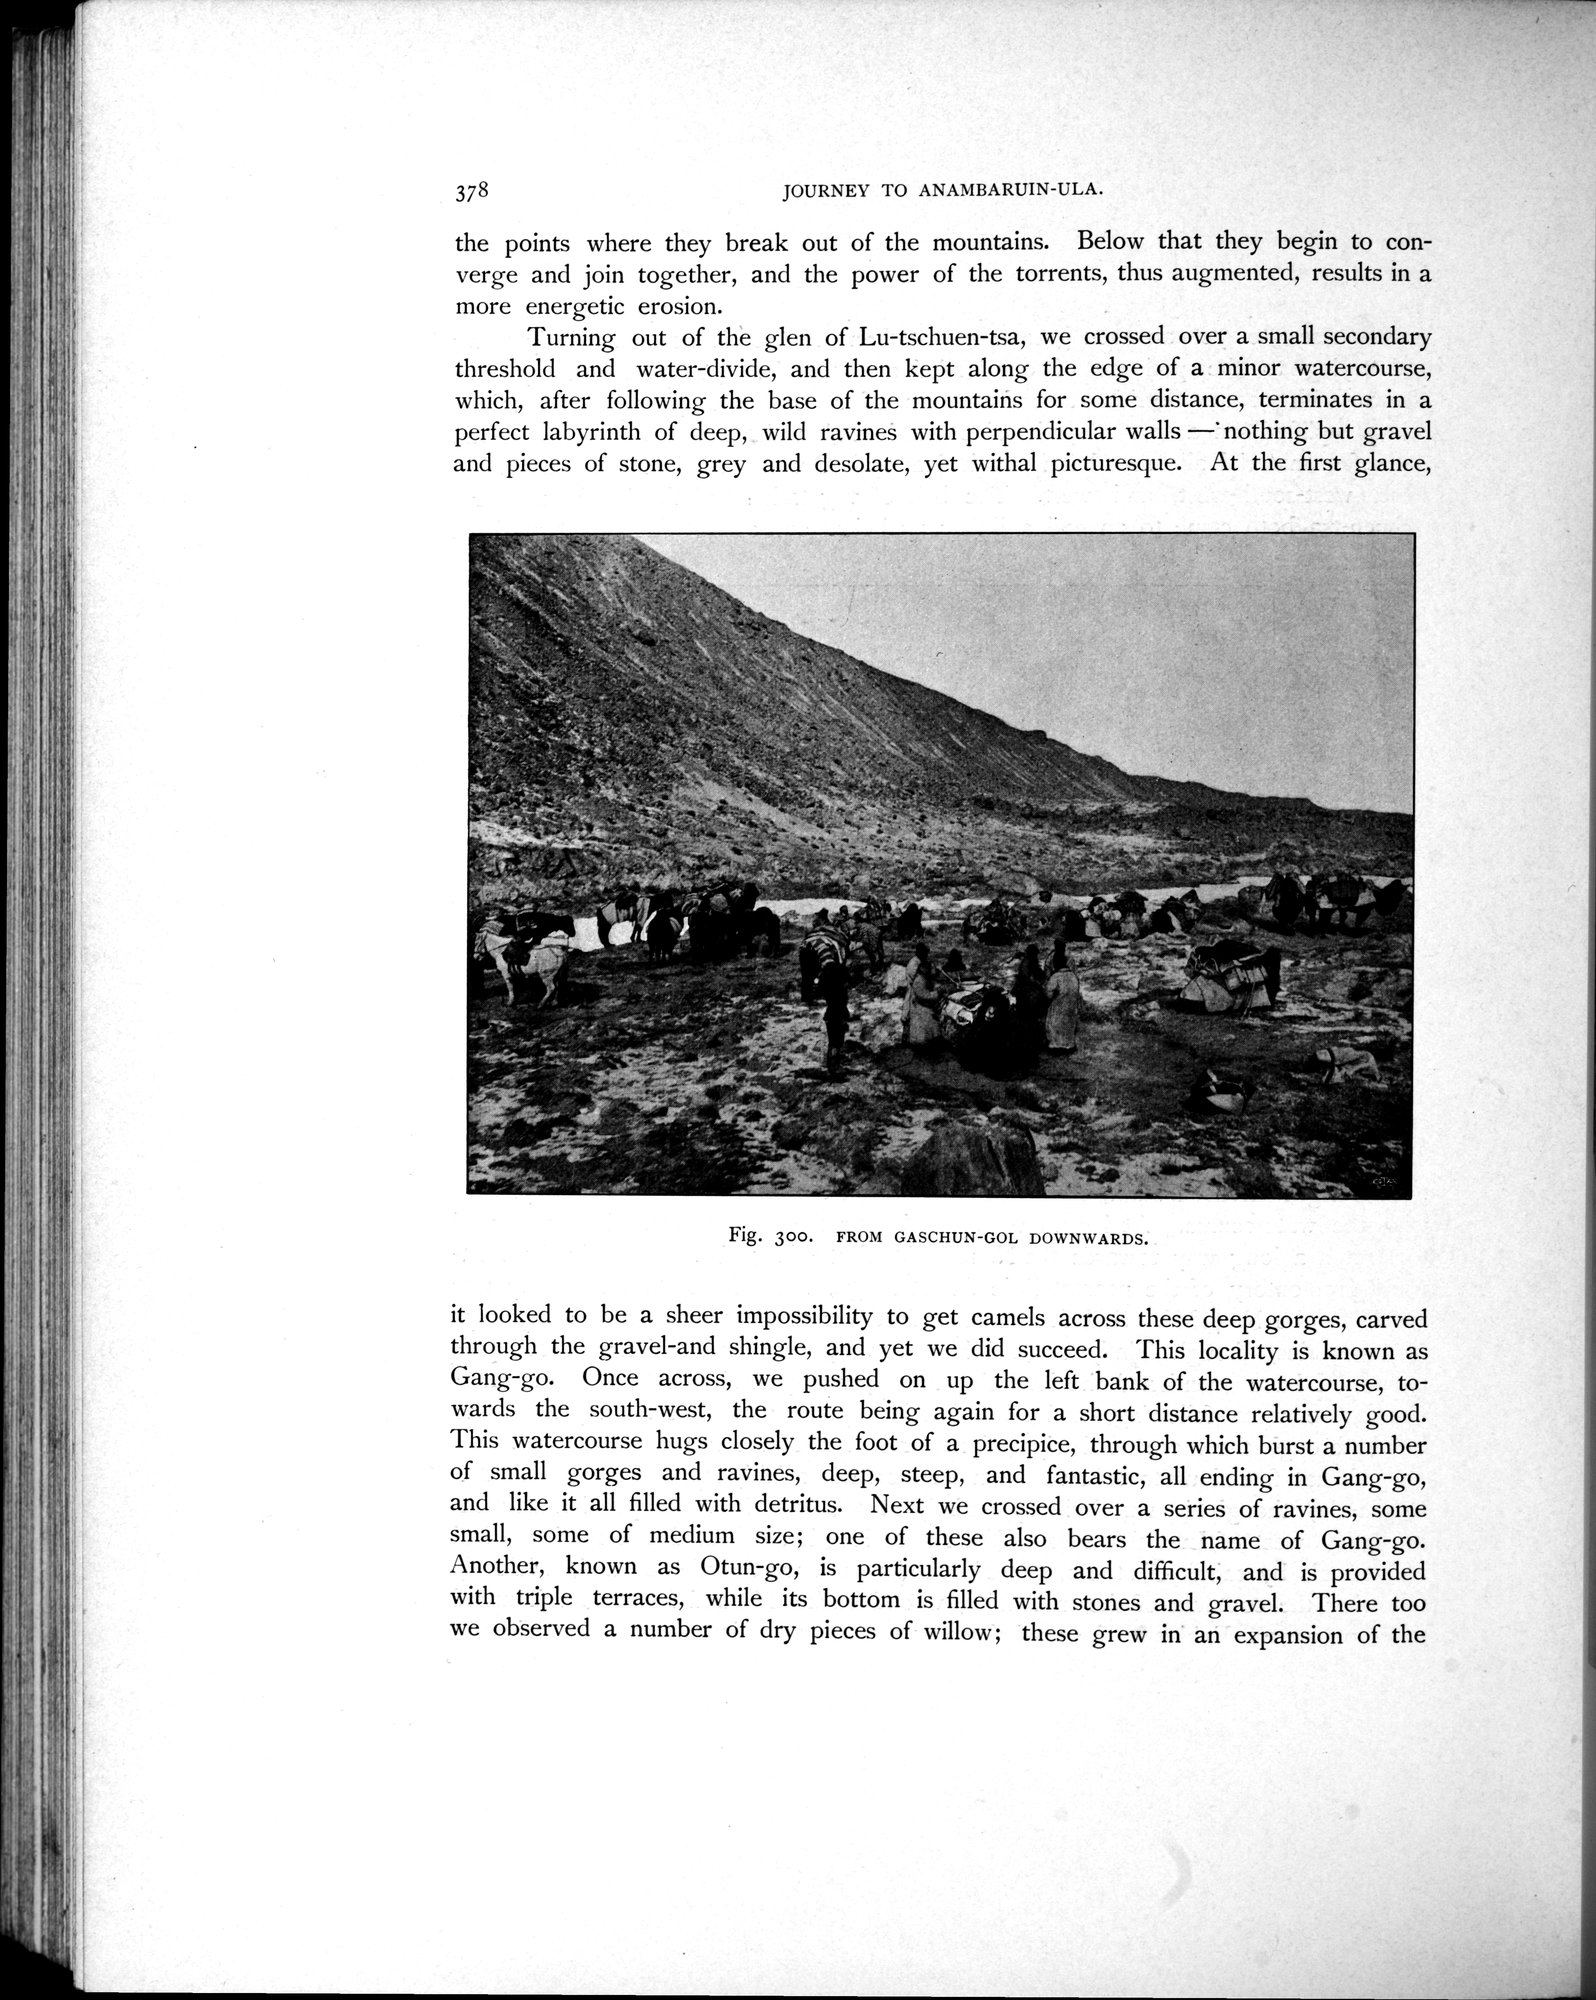 378 JOURNEY TO ANAMBARUIN-ULA.
the points where they break out of the mountains. Below that they begin to con-
verge and join together, and the power of the torrents, thus augmented, results in a
more energetic erosion.
Turning out of the glen of Lu-tschuen-tsa, we crossed over a small secondary
threshold and water-divide, and then kept along the edge of a minor watercourse,
which, after following the base of the mountains for some distance, terminates in a
perfect labyrinth of deep, wild ravines with perpendicular walls — nothing but gravel
and pieces of stone, grey and desolate, yet withal picturesque. At the first glance,
Fig. 300. FROM GASCHUN-GOL DOWNWARDS.
it looked to be a sheer impossibility to get camels across these deep gorges, carved
through the gravel-and shingle, and yet we did succeed. This locality is known as
Gang-go. Once across, we pushed on up the left bank of the watercourse, to-
wards the south-west, the route being again for a short distance relatively good.
This watercourse hugs closely the foot of a precipice, through which burst a number
of small gorges and ravines, deep, steep, and fantastic, all ending in Gang-go,
and like it all filled with detritus. Next we crossed over a series of ravines, some
small, some of medium size; one of these also bears the name of Gang-go.
Another, known as Otun-go, is particularly deep and difficult, and is provided
with triple terraces, while its bottom is filled with stones and gravel. There too
we observed a number of dry pieces of willow; these grew in an expansion of the